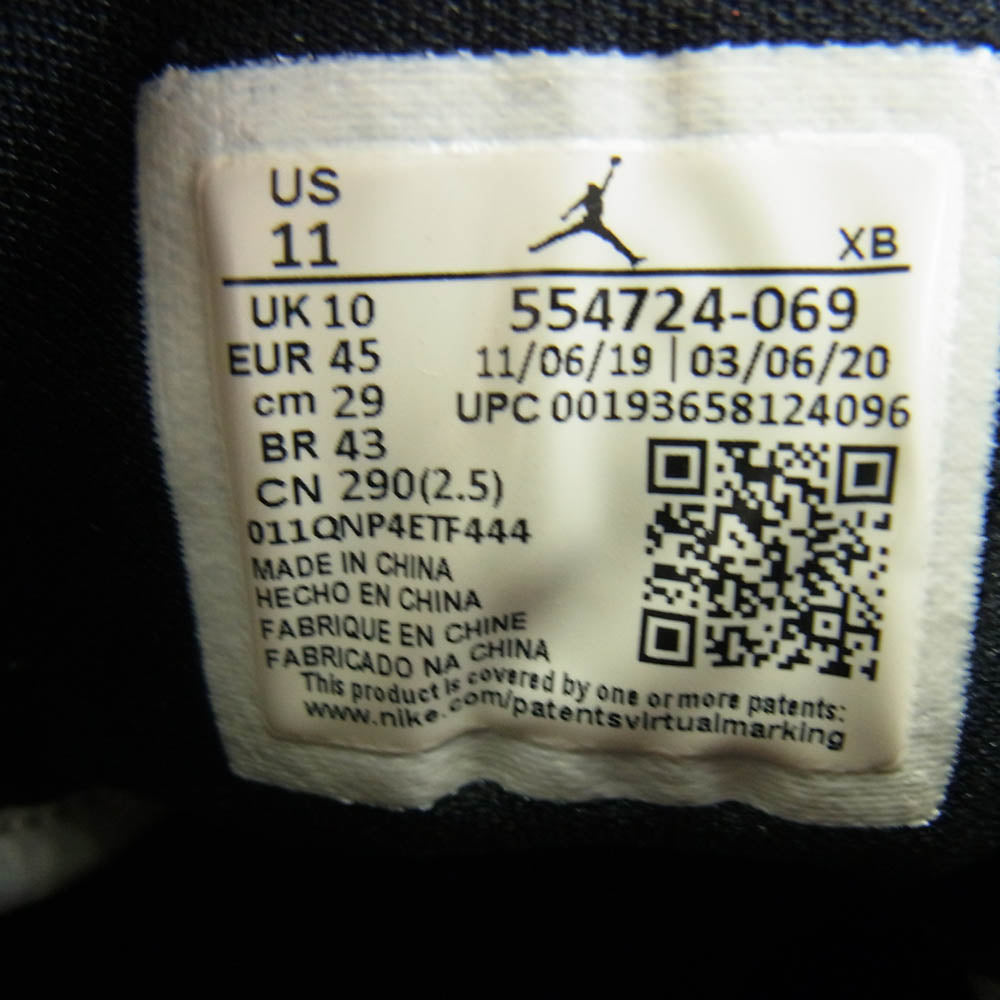 US
11
XB
UK 10
554724-069
EUR 45
11/06/19 | 03/06/20
cm 29
UPC 00193658124096
BR 43
CN 290(2.5)
011QNP4ETF444
MADE IN CHINA
HECHO EN CHINA
FABRIQUE EN CHINE
FABRICADO NA CHINA
This product is covered by one or more patents:
www.nike.com/patentsvirtualmarking